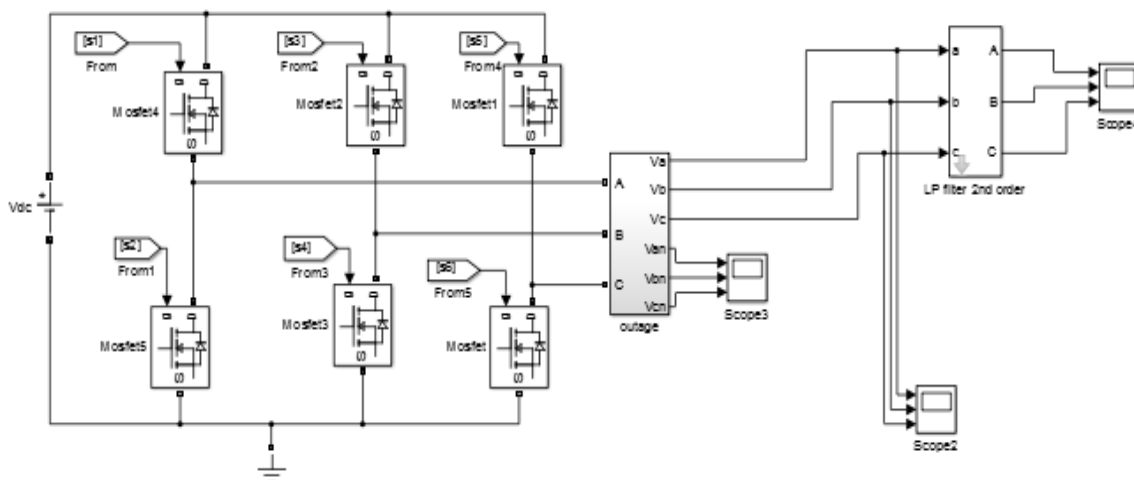 [s1]
From
[s3]
From2
[s5]
From4
Mosfet4
Mosfet2
Mosfet1
+
Vdc
[s2]
From1
[s4]
From3
[s6]
From5
Mosfet5
Mosfet3
Mosfet
S
S
S
S
S
S
A
B
C
Va
Vb
Vc
Van
Vbn
Vcn
outage
Scope3
a
b
c
A
B
C
LP filter 2nd order
Scope2